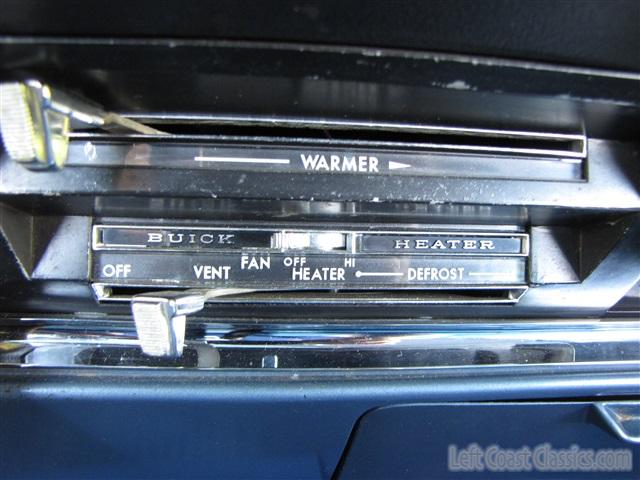 WARMER
BUICK HEATER
FAN OFF HI
OFF VENT HEATER DEFROST
Left Coast Classics.com